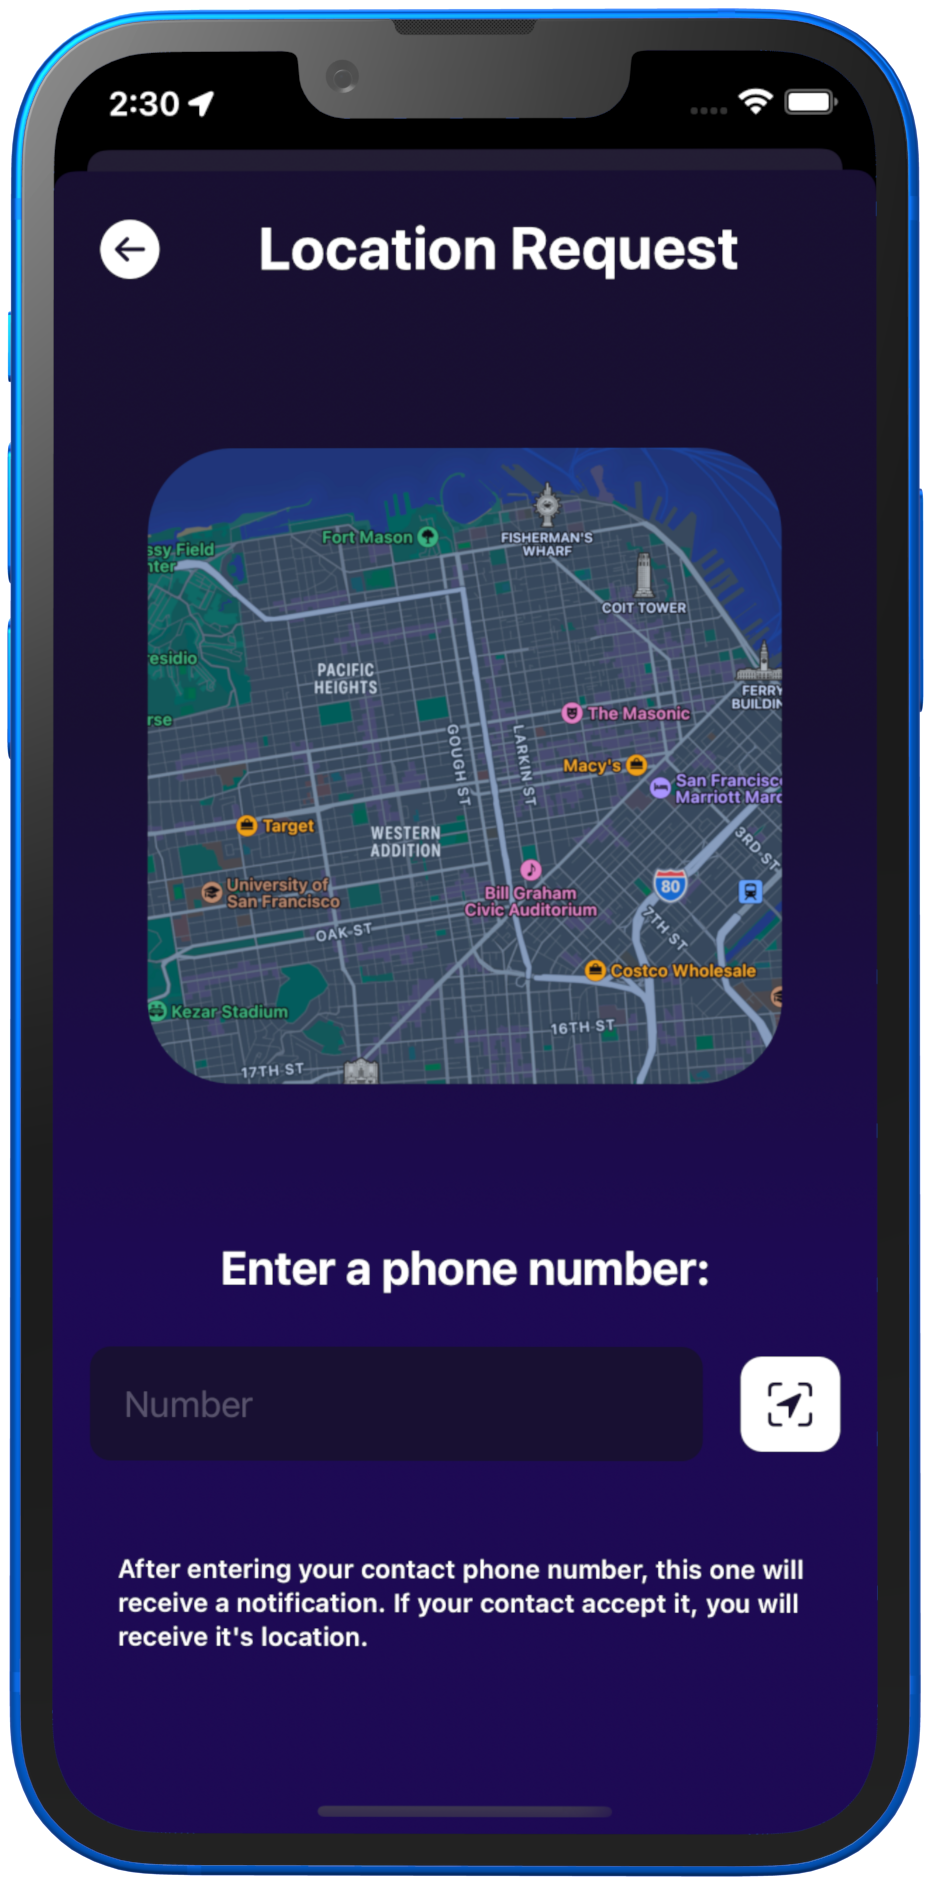 2:30
Location Request
Fort Mason
FISHERMAN'S
WHARF
ssy Field
nter
COIT TOWER
esidio
PACIFIC
HEIGHTS
FERRY
BUILDIN
rse
The Masonic
GOUGH ST
LARKIN ST
Macy's
San Francisc
Marriott Marq
Target
WESTERN
ADDITION
3RD ST
University of
San Francisco
Bill Graham
Civic Auditorium
80
7TH ST
OAK ST
Costco Wholesale
Kezar Stadium
16TH ST
17TH ST
Enter a phone number:
Number
After entering your contact phone number, this one will
receive a notification. If your contact accept it, you will
receive it's location.